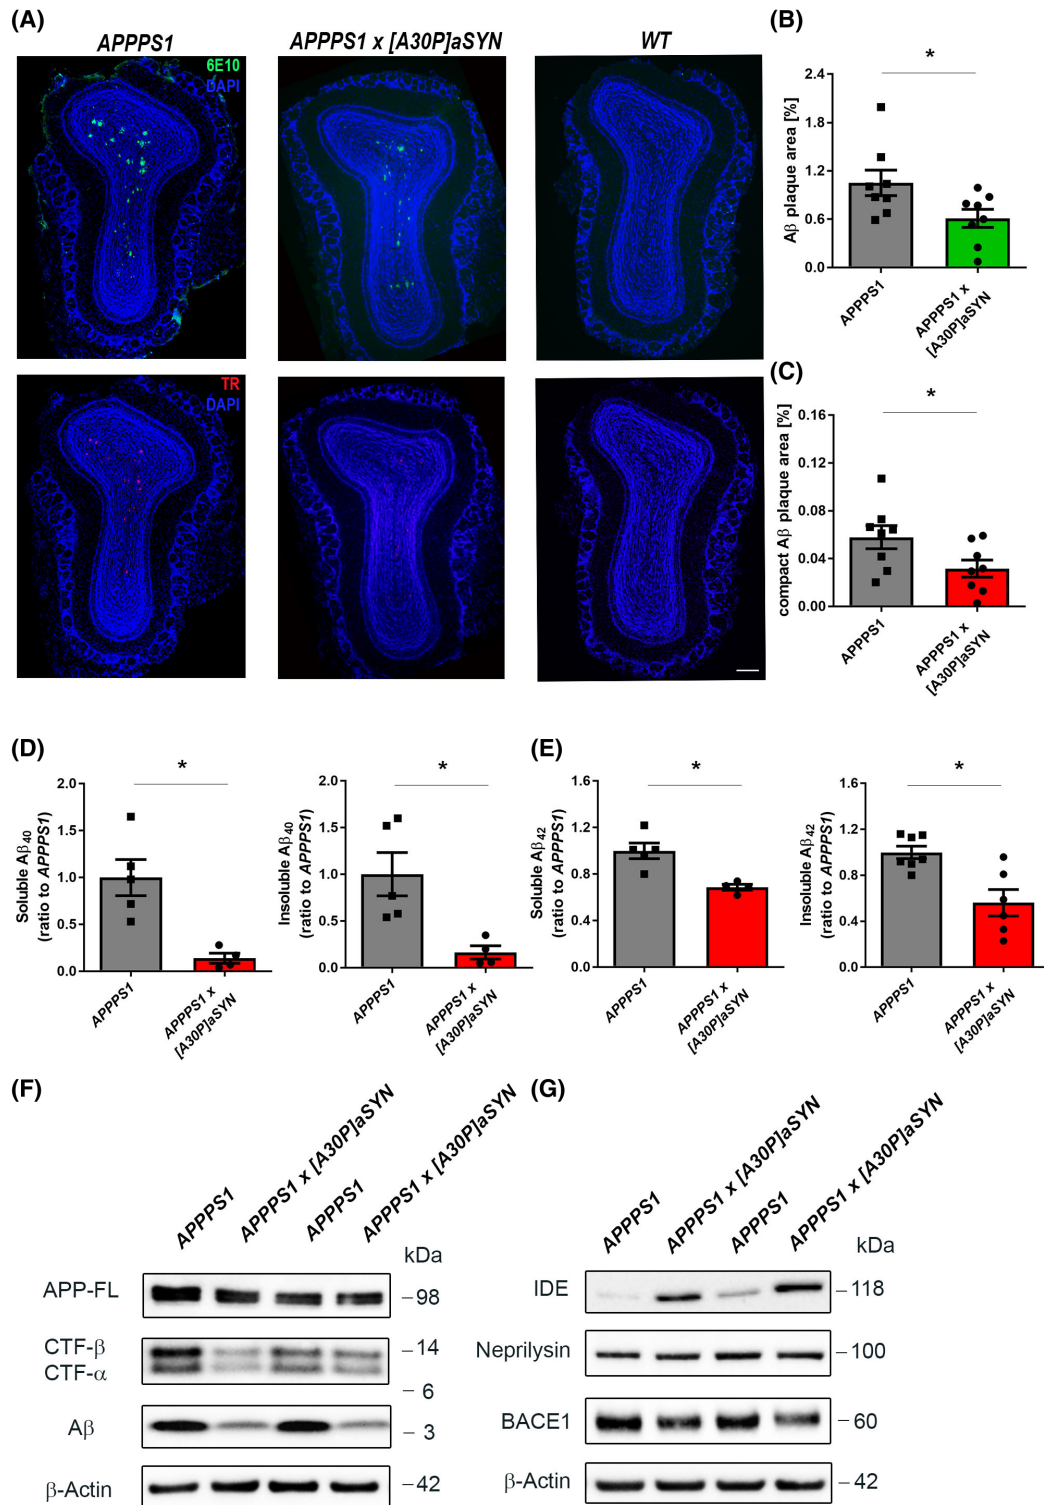 (A)
APPPS1
APPPS1 x [A30P]aSYN
WT
6E10
DAPI
TR
DAPI
(B)
*
Aβ plaque area [%]
2.4
1.8
1.2
0.6
0.0
APPPS1
APPPS1 x
[A30P]aSYN
(C)
*
compact Aβ plaque area [%]
0.16
0.12
0.08
0.04
0.00
APPPS1
APPPS1 x
[A30P]aSYN
(D)
*
Soluble Aβ40
(ratio to APPPS1)
2.0
1.5
1.0
0.5
0.0
APPPS1
APPPS1 x
[A30P]aSYN
*
Insoluble Aβ40
(ratio to APPPS1)
2.0
1.5
1.0
0.5
0.0
APPPS1
APPPS1 x
[A30P]aSYN
(E)
*
Soluble Aβ42
(ratio to APPPS1)
1.6
1.2
0.8
0.4
0.0
APPPS1
APPPS1 x
[A30P]aSYN
*
Insoluble Aβ42
(ratio to APPPS1)
1.6
1.2
0.8
0.4
0.0
APPPS1
APPPS1 x
[A30P]aSYN
(F)
APPPS1
APPPS1 x [A30P]aSYN
APPPS1
APPPS1 x [A30P]aSYN
kDa
APP-FL
98
CTF-β
14
CTF-α
6
Aβ
3
β-Actin
42
(G)
APPPS1
APPPS1 x [A30P]aSYN
APPPS1
APPPS1 x [A30P]aSYN
kDa
IDE
118
Neprilysin
100
BACE1
60
β-Actin
42